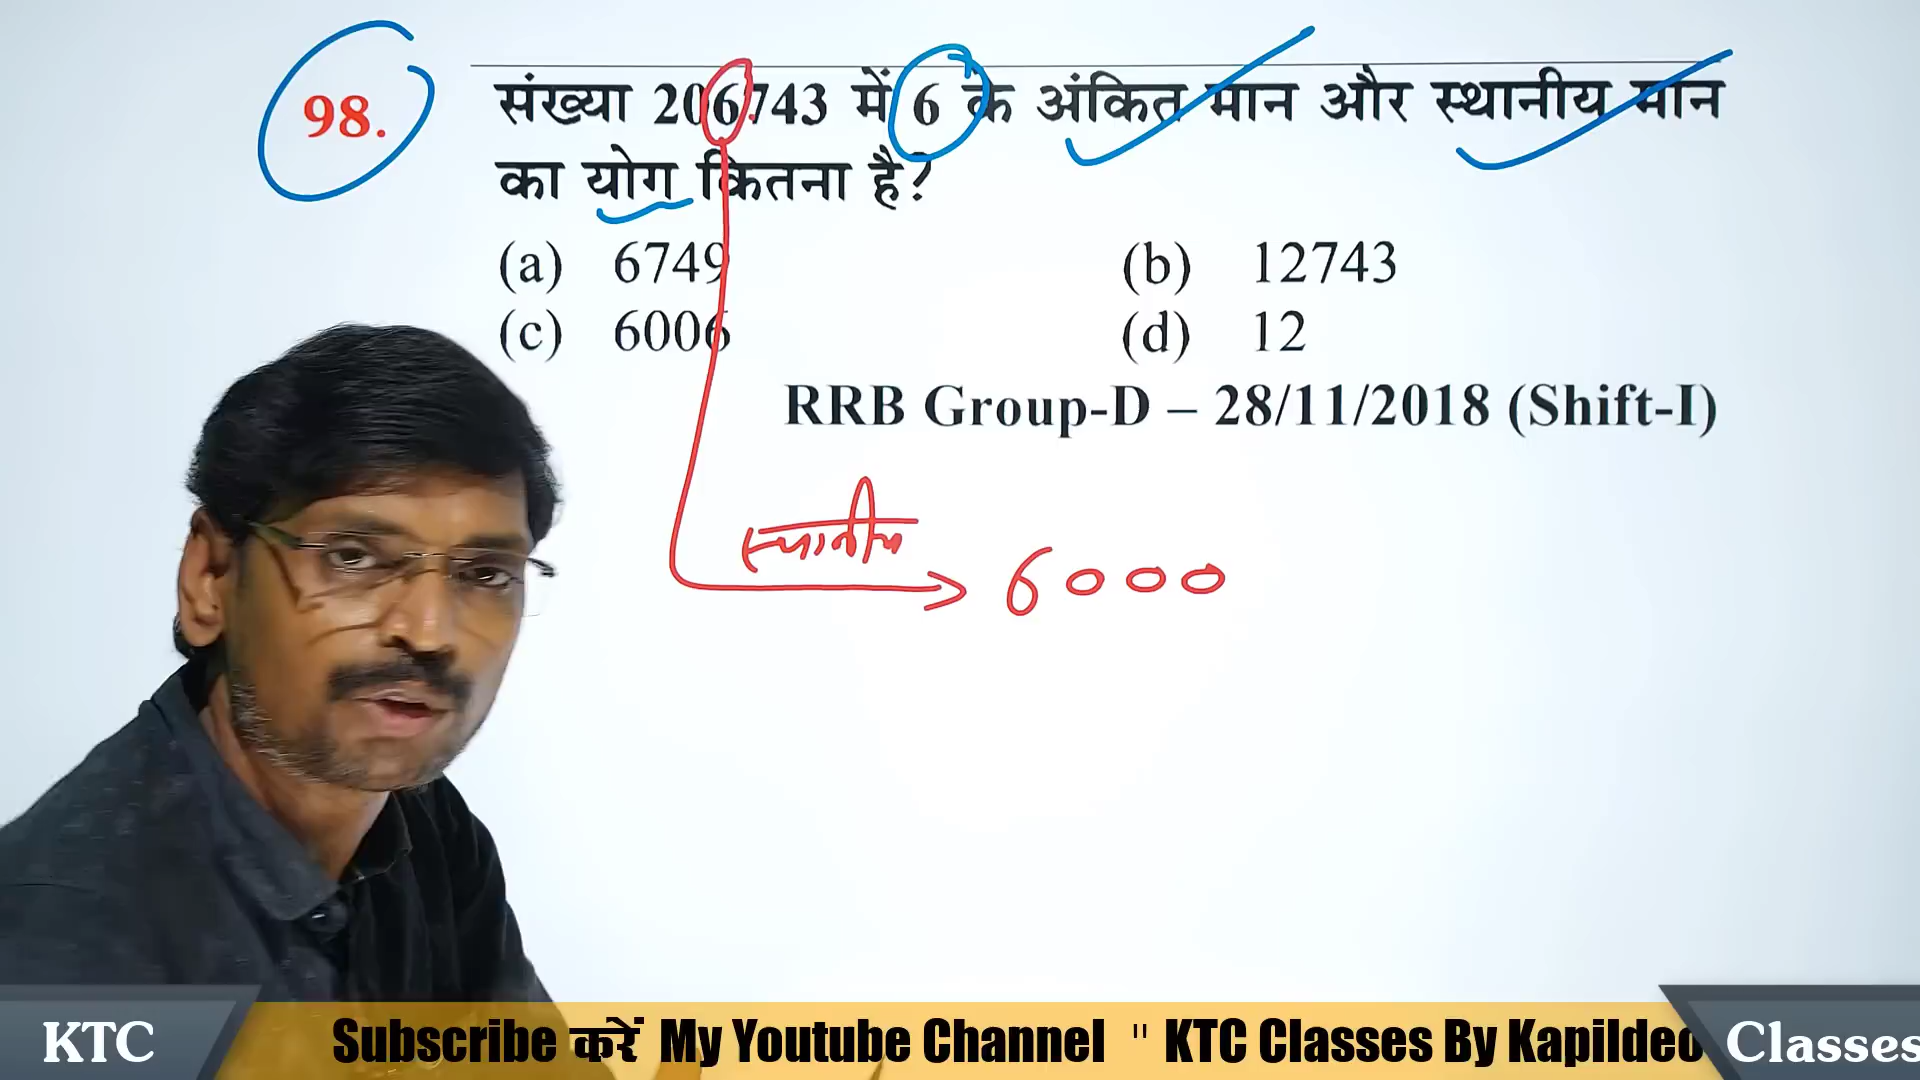 98. संख्या 206743 में 6 के अंकित मान और स्थानीय मान
का योग कितना है?
(a) 6749 (b) 12743
(c) 6006 (d) 12
RRB Group-D – 28/11/2018 (Shift-I)
स्थानीय
6000
KTC Subscribe करें My Youtube Channel " KTC Classes By Kapildeo Classes